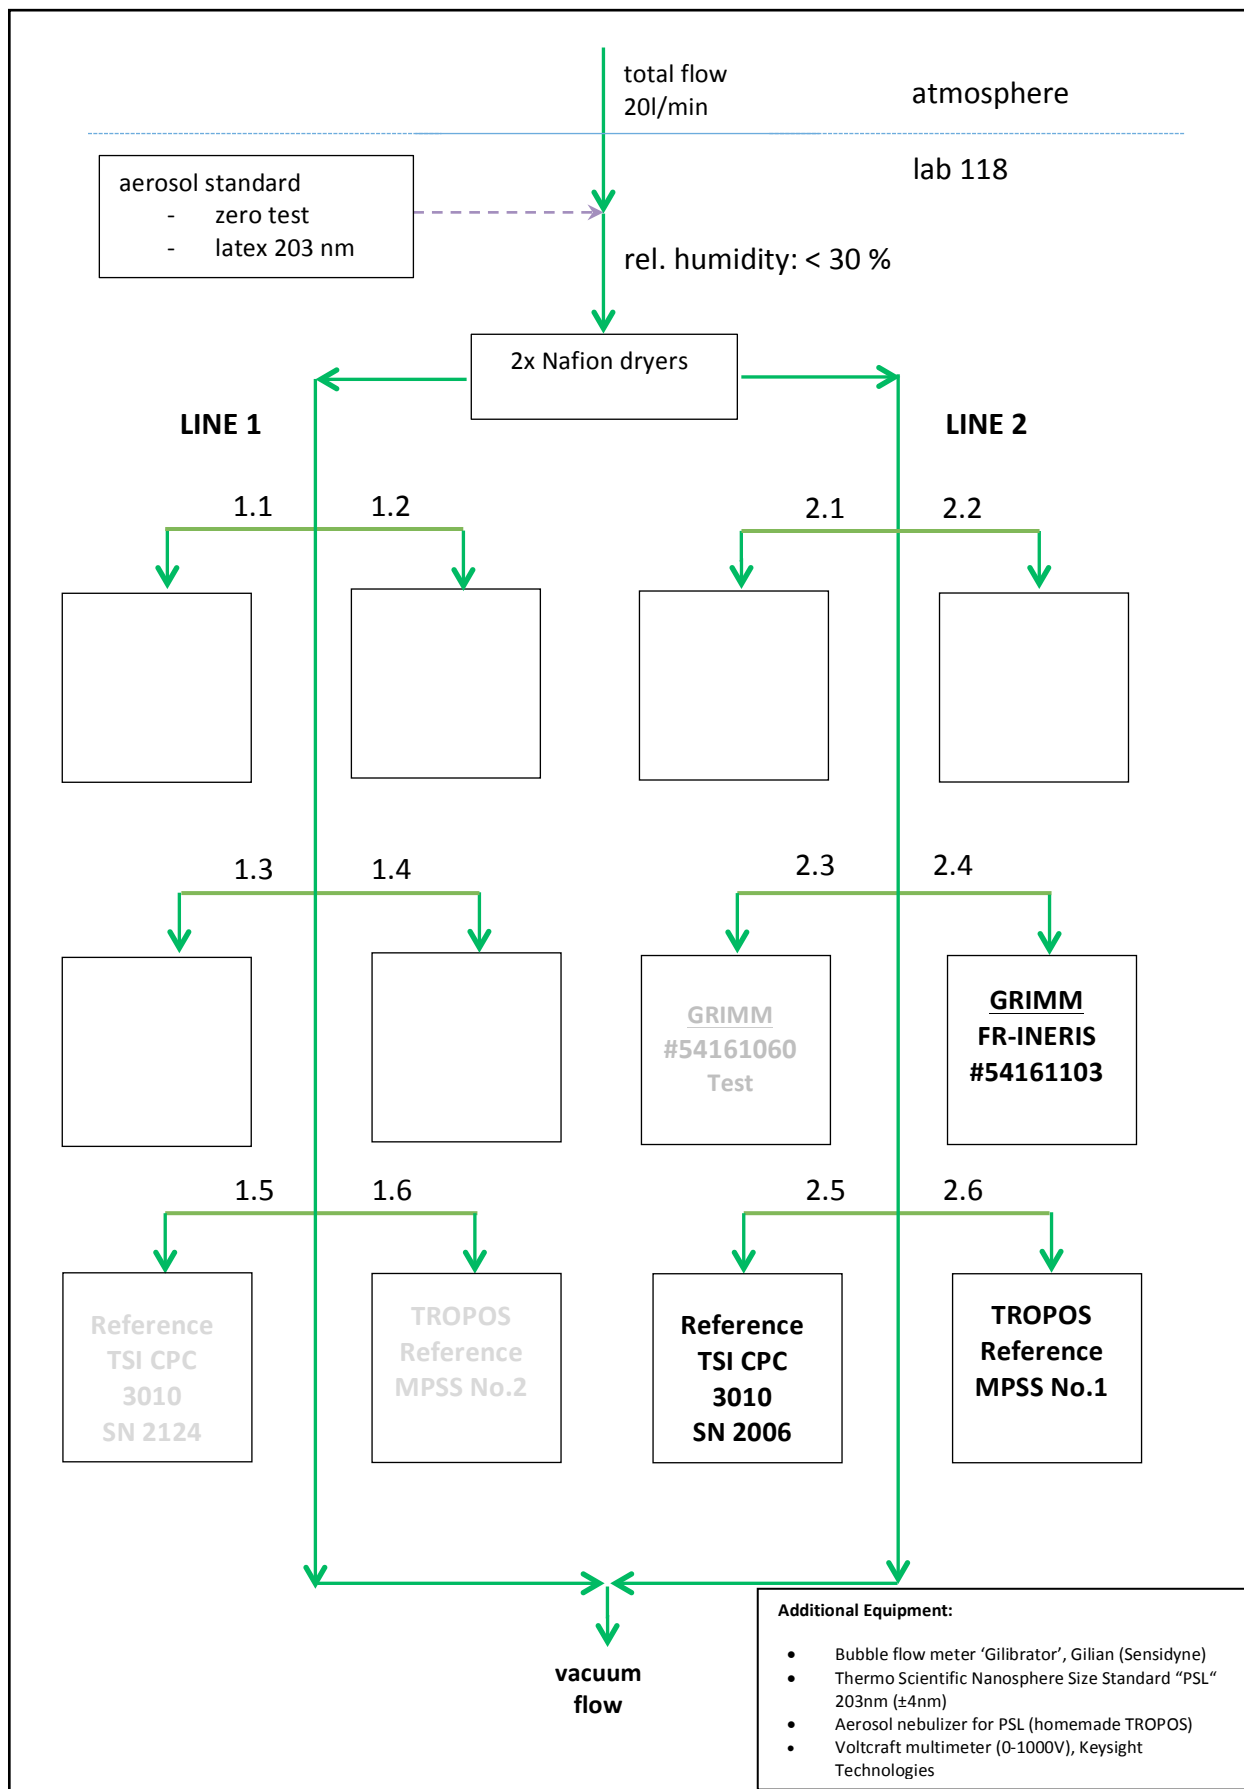 total flow
20l/min
atmosphere
lab 118
aerosol standard
- zero test
- latex 203 nm
rel. humidity: < 30 %
2x Nafion dryers
LINE 1
LINE 2
1.1
1.2
2.1
2.2
1.3
1.4
2.3
2.4
GRIMM
#54161060
Test
GRIMM
FR-INERIS
#54161103
1.5
1.6
2.5
2.6
Reference
TSI CPC
3010
SN 2124
TROPOS
Reference
MPSS No.2
Reference
TSI CPC
3010
SN 2006
TROPOS
Reference
MPSS No.1
vacuum
flow
Additional Equipment:
• Bubble flow meter ‘Gilibrator’, Gilian (Sensidyne)
• Thermo Scientific Nanosphere Size Standard “PSL“
203nm (±4nm)
• Aerosol nebulizer for PSL (homemade TROPOS)
• Voltcraft multimeter (0-1000V), Keysight
Technologies